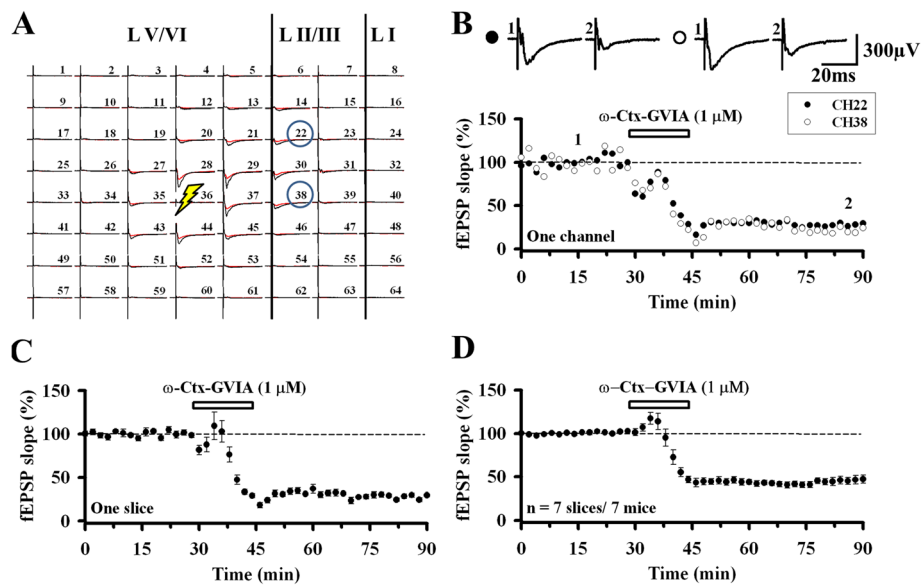 A
L V/VI L II/III L I
1 2 3 4 5 6 7 8
9 10 11 12 13 14 15 16
17 18 19 20 21 22 23 24
25 26 27 28 29 30 31 32
33 34 35 36 37 38 39 40
41 42 43 44 45 46 47 48
49 50 51 52 53 54 55 56
57 58 59 60 61 62 63 64
B
1 2 1 2
300µV
20ms
CH22
CH38
ω-Ctx-GVIA (1 µM)
fEPSP slope (%)
150
100
50
0
1
2
One channel
0 15 30 45 60 75 90
Time (min)
C
ω-Ctx-GVIA (1 µM)
fEPSP slope (%)
150
100
50
0
One slice
0 15 30 45 60 75 90
Time (min)
D
ω−Ctx−GVIA (1 µM)
fEPSP slope (%)
150
100
50
0
n = 7 slices/ 7 mice
0 15 30 45 60 75 90
Time (min)